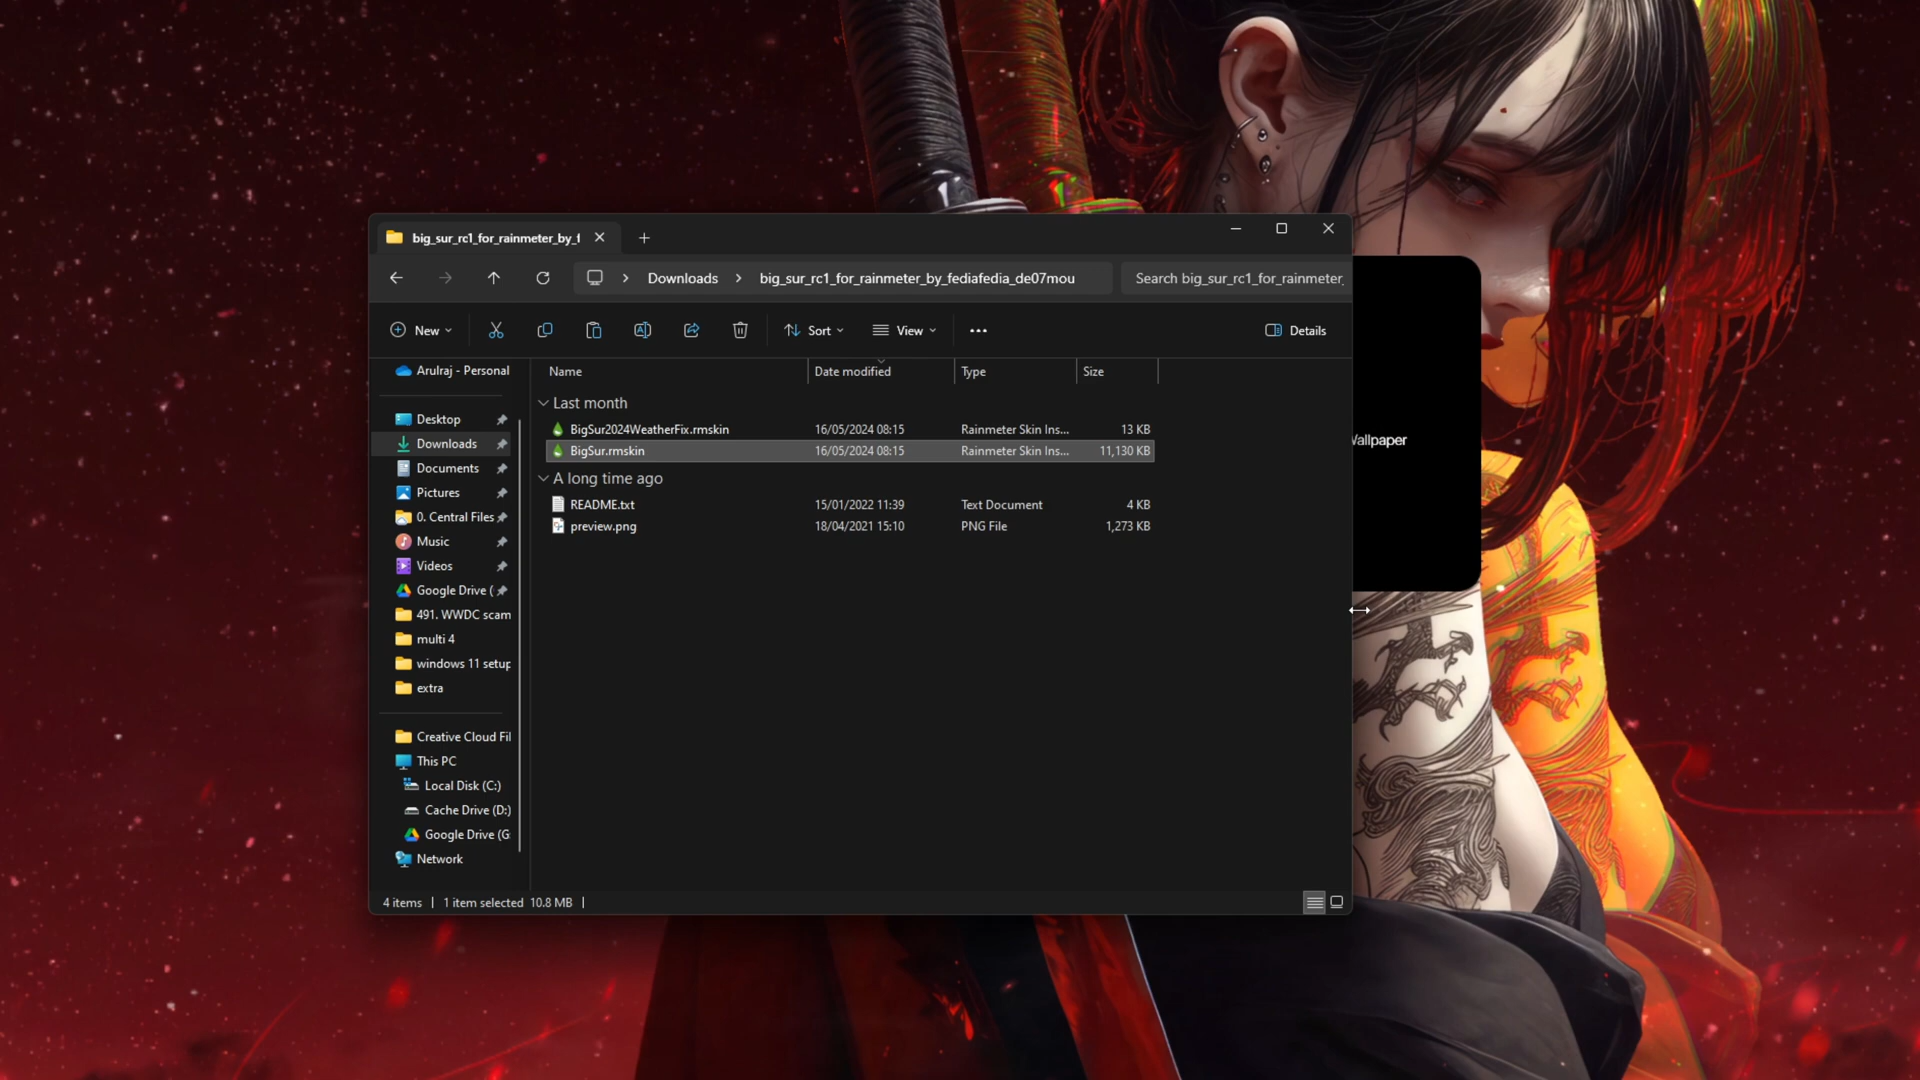 big_sur_rc1_for_rainmeter_by_f
Downloads
big_sur_rc1_for_rainmeter_by_fediafedia_de07mou
Search big_sur_rc1_for_rainmeter_
New
Sort
View
Details
Arulraj - Personal
Desktop
Downloads
Documents
Pictures
0. Central Files
Music
Videos
Google Drive (
491. WWDC scam
multi 4
windows 11 setup
extra
Creative Cloud Fil
This PC
Local Disk (C:)
Cache Drive (D:)
Google Drive (G
Network
Name Date modified Type Size
Last month
BigSur2024WeatherFix.rmskin 16/05/2024 08:15 Rainmeter Skin Ins... 13 KB
BigSur.rmskin 16/05/2024 08:15 Rainmeter Skin Ins... 11,130 KB
A long time ago
README.txt 15/01/2022 11:39 Text Document 4 KB
preview.png 18/04/2021 15:10 PNG File 1,273 KB
Wallpaper
4 items 1 item selected 10.8 MB